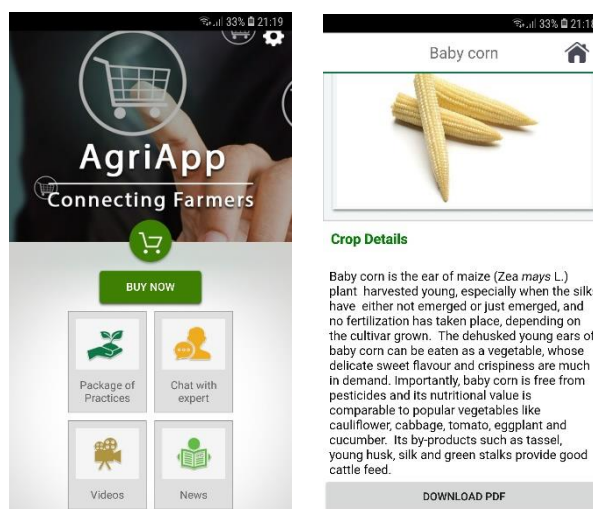 33% 21:19
AgriApp
Connecting Farmers
BUY NOW
Package of
Practices
Chat with
expert
Videos
News
33% 21:18
Baby corn
Crop Details
Baby corn is the ear of maize (Zea mays L.)
plant harvested young, especially when the silks
have either not emerged or just emerged, and
no fertilization has taken place, depending on
the cultivar grown. The dehusked young ears of
baby corn can be eaten as a vegetable, whose
delicate sweet flavour and crispiness are much
in demand. Importantly, baby corn is free from
pesticides and its nutritional value is
comparable to popular vegetables like
cauliflower, cabbage, tomato, eggplant and
cucumber. Its by-products such as tassel,
young husk, silk and green stalks provide good
cattle feed.
DOWNLOAD PDF